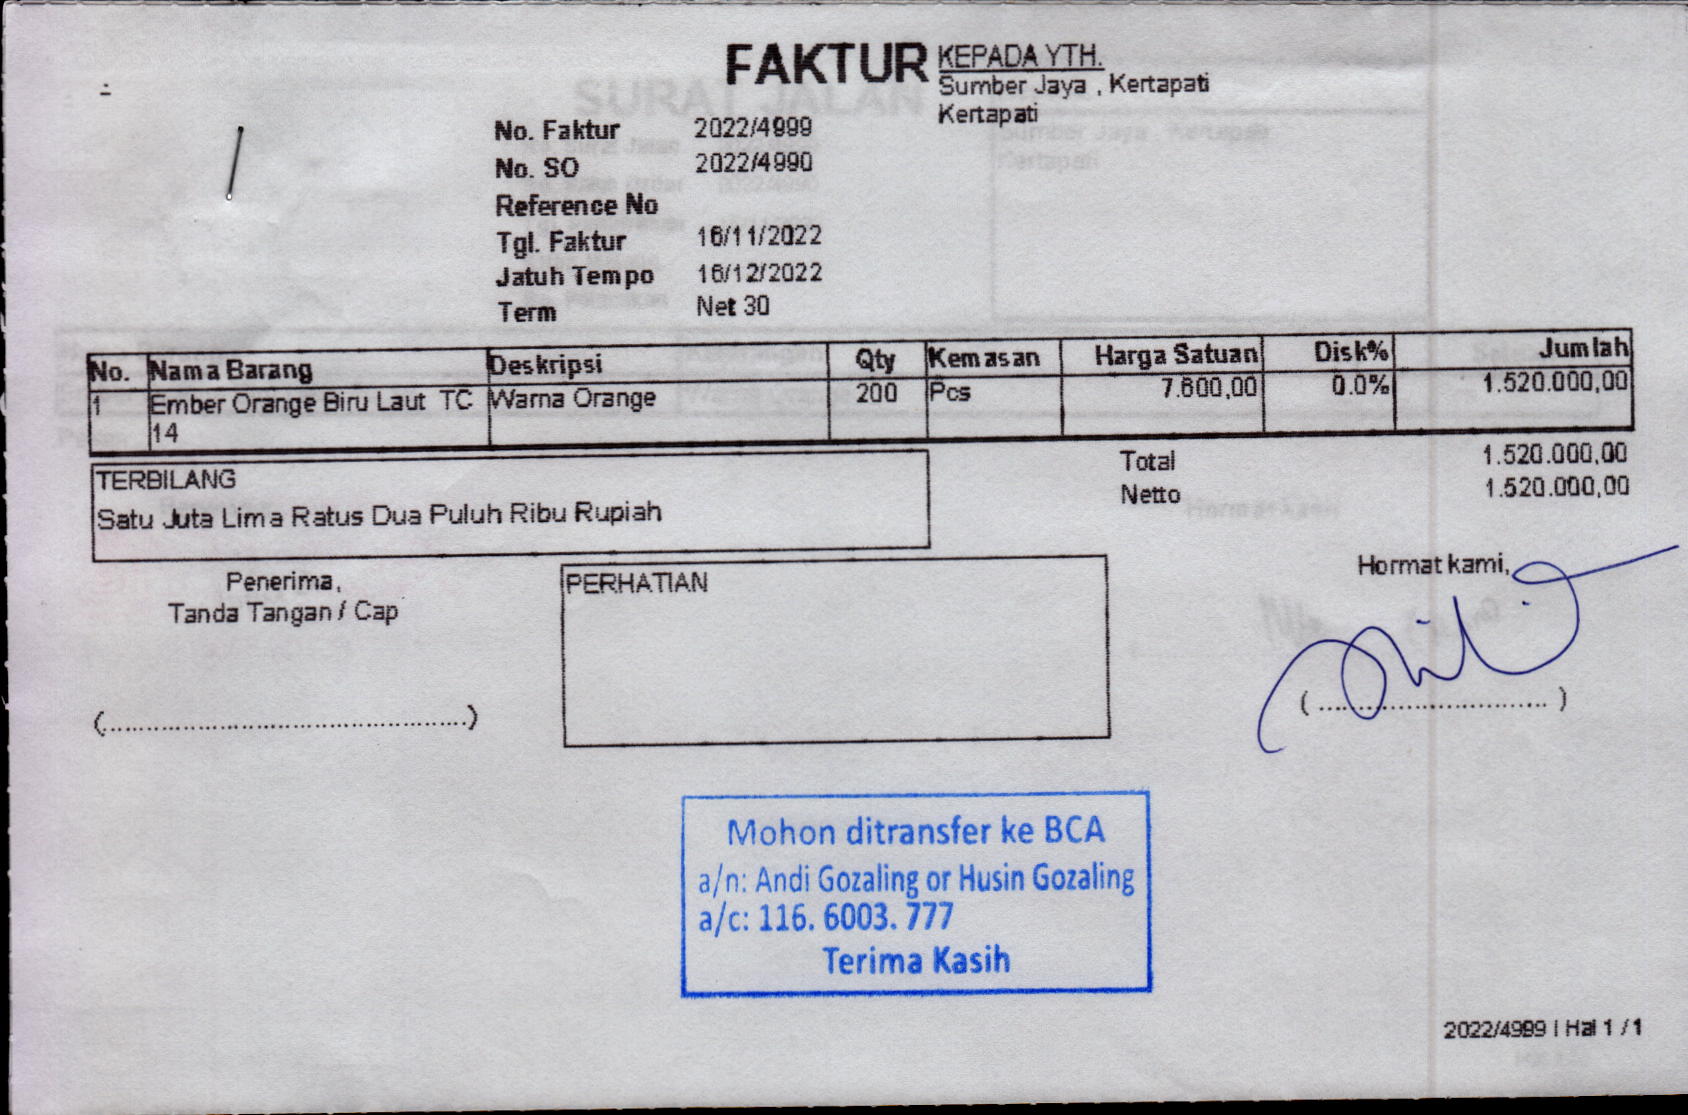 FAKTUR
KEPADA YTH.
Sumber Jaya , Kertapati
Kertapati
No. Faktur 2022/4999
No. SO 2022/4990
Reference No
Tgl. Faktur 16/11/2022
Jatuh Tempo 16/12/2022
Term Net 30
No. Nama Barang Deskripsi Qty Kemasan Harga Satuan Disk% Jumlah
1 Ember Orange Biru Laut TC Warna Orange 200 Pcs 7.600,00 0.0% 1.520.000,00
14
TERBILANG
Satu Juta Lima Ratus Dua Puluh Ribu Rupiah
Total 1.520.000,00
Netto 1.520.000,00
Penerima,
Tanda Tangan / Cap
(..........................................)
PERHATIAN
Hormat kami,
( ............................ )
Mohon ditransfer ke BCA
a/n: Andi Gozaling or Husin Gozaling
a/c: 116. 6003. 777
Terima Kasih
2022/4999 | Hal 1 / 1